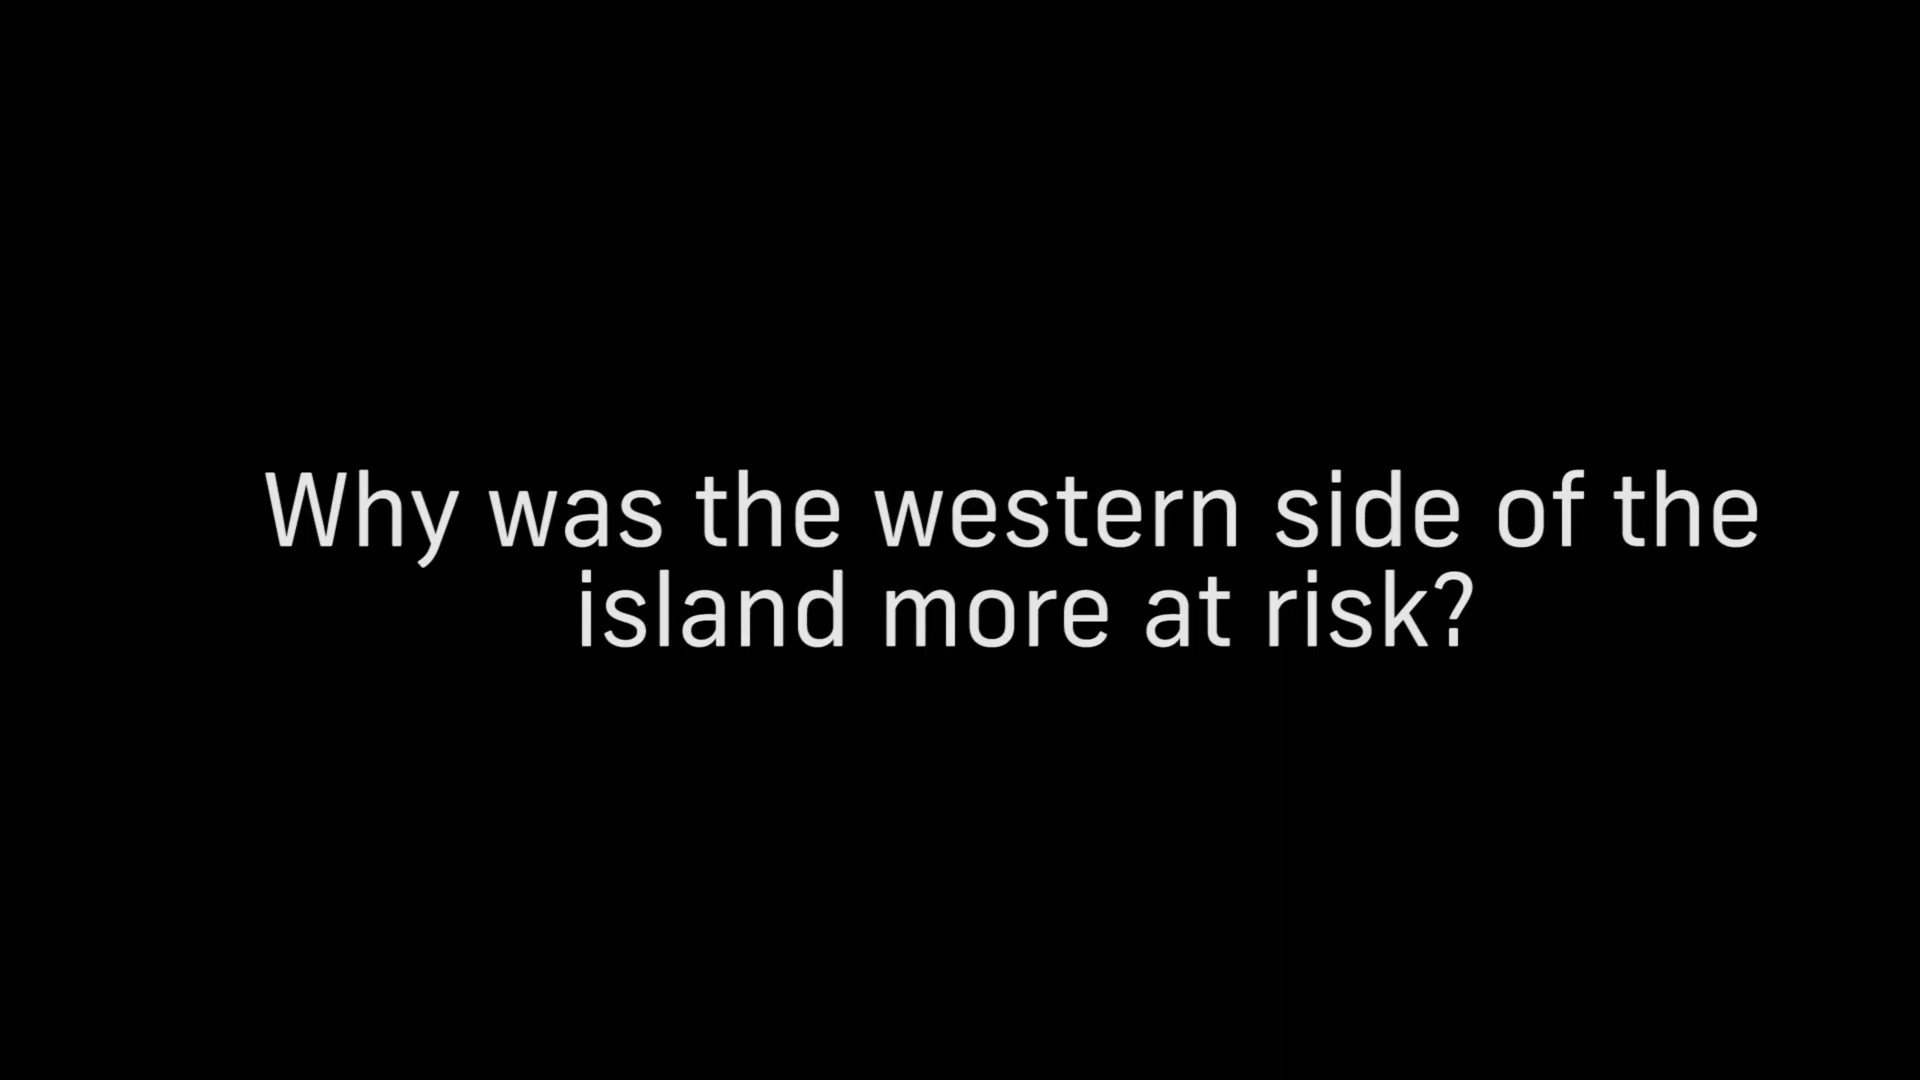 Why was the western side of the
island more at risk?